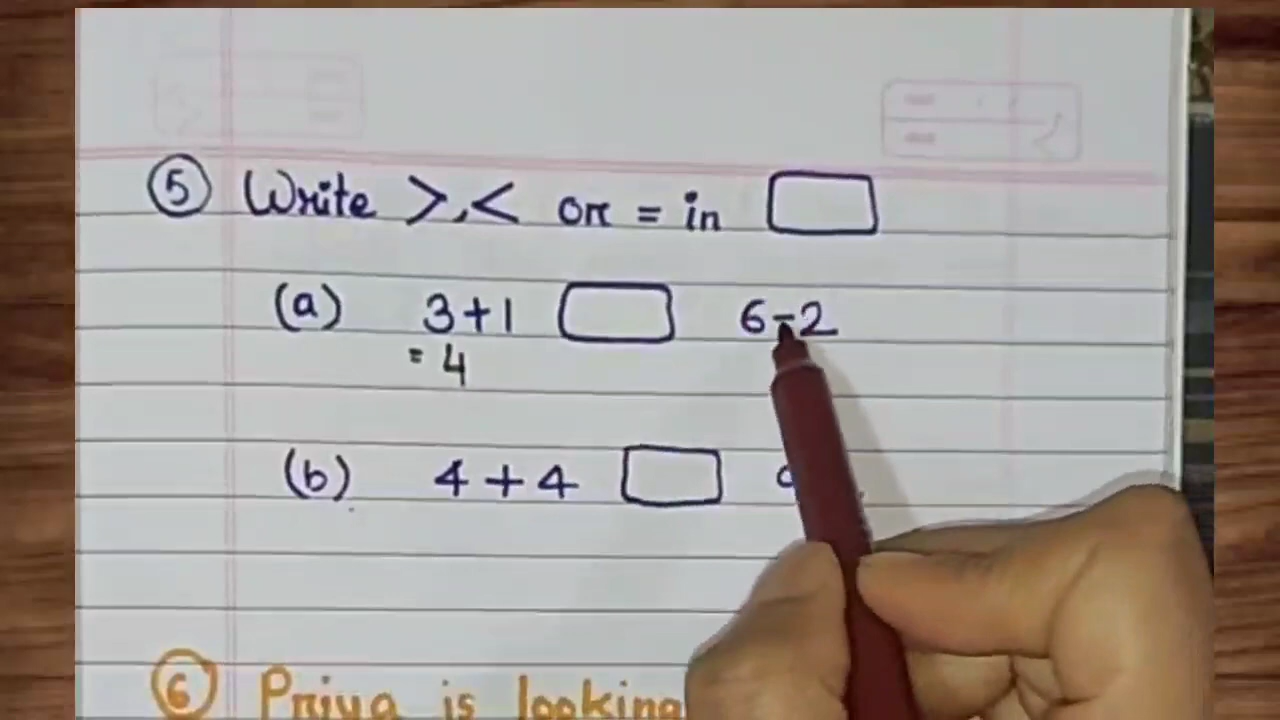 5 Write >, < or = in
(a) 3+1 6-2
= 4
(b) 4+4
6 Priya is looking